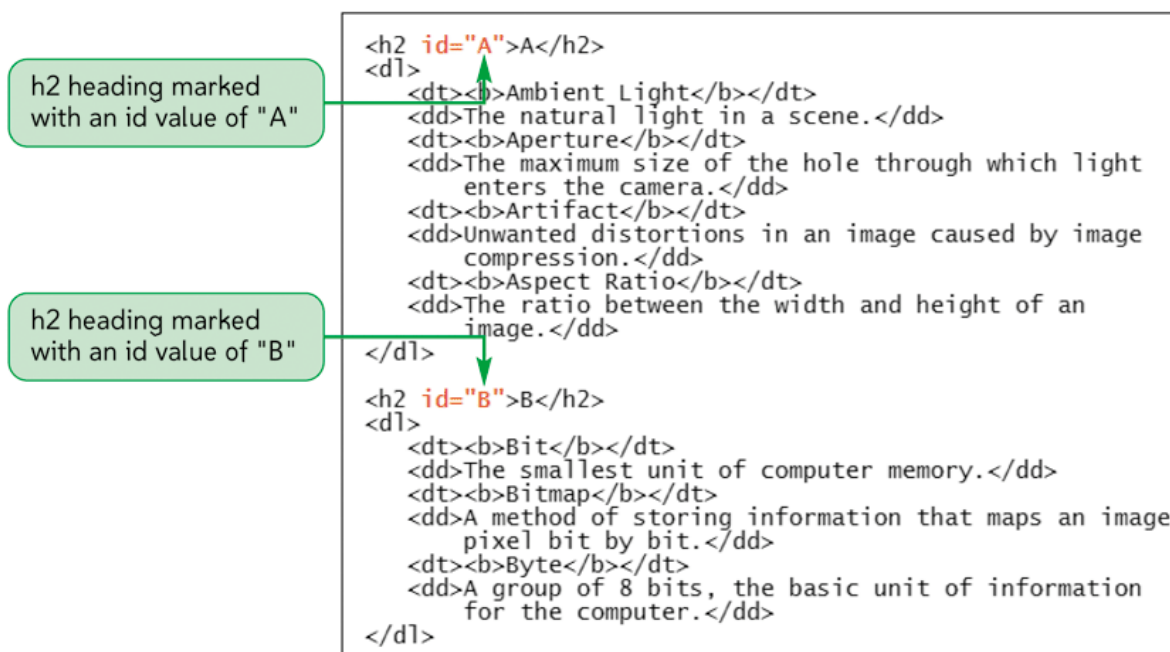 h2 heading marked
with an id value of "A"
h2 heading marked
with an id value of "B"
<h2 id="A">A</h2>
<dl>
<dt><b>Ambient Light</b></dt>
<dd>The natural light in a scene.</dd>
<dt><b>Aperture</b></dt>
<dd>The maximum size of the hole through which light
enters the camera.</dd>
<dt><b>Artifact</b></dt>
<dd>Unwanted distortions in an image caused by image
compression.</dd>
<dt><b>Aspect Ratio</b></dt>
<dd>The ratio between the width and height of an
image.</dd>
</dl>
<h2 id="B">B</h2>
<dl>
<dt><b>Bit</b></dt>
<dd>The smallest unit of computer memory.</dd>
<dt><b>Bitmap</b></dt>
<dd>A method of storing information that maps an image
pixel bit by bit.</dd>
<dt><b>Byte</b></dt>
<dd>A group of 8 bits, the basic unit of information
for the computer.</dd>
</dl>